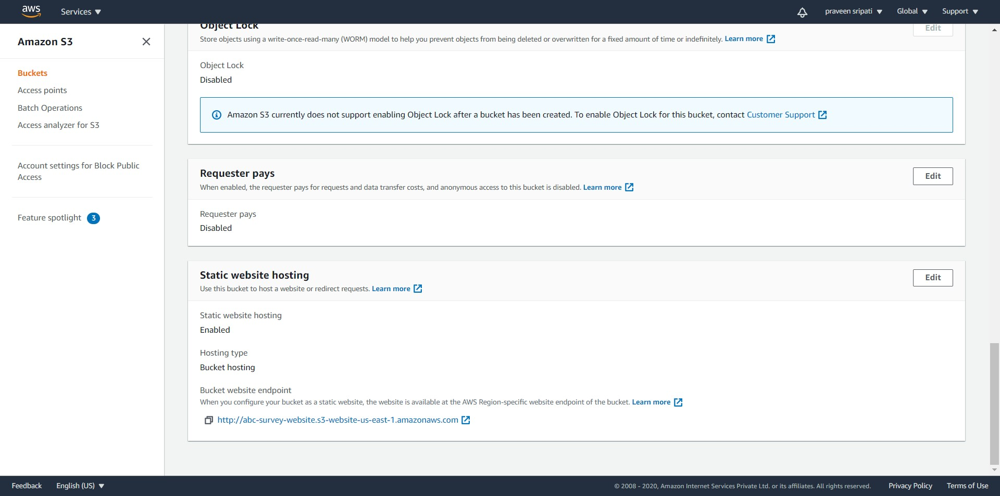 aws
Services
praveen sripati
Global
Support
Amazon S3
Buckets
Access points
Batch Operations
Access analyzer for S3
Account settings for Block Public
Access
Feature spotlight 3
Object Lock
Edit
Store objects using a write-once-read-many (WORM) model to help you prevent objects from being deleted or overwritten for a fixed amount of time or indefinitely. Learn more
Object Lock
Disabled
Amazon S3 currently does not support enabling Object Lock after a bucket has been created. To enable Object Lock for this bucket, contact Customer Support
Requester pays
Edit
When enabled, the requester pays for requests and data transfer costs, and anonymous access to this bucket is disabled. Learn more
Requester pays
Disabled
Static website hosting
Edit
Use this bucket to host a website or redirect requests. Learn more
Static website hosting
Enabled
Hosting type
Bucket hosting
Bucket website endpoint
When you configure your bucket as a static website, the website is available at the AWS Region-specific website endpoint of the bucket. Learn more
http://abc-survey-website.s3-website-us-east-1.amazonaws.com
Feedback
English (US)
© 2008 - 2020, Amazon Internet Services Private Ltd. or its affiliates. All rights reserved.
Privacy Policy
Terms of Use